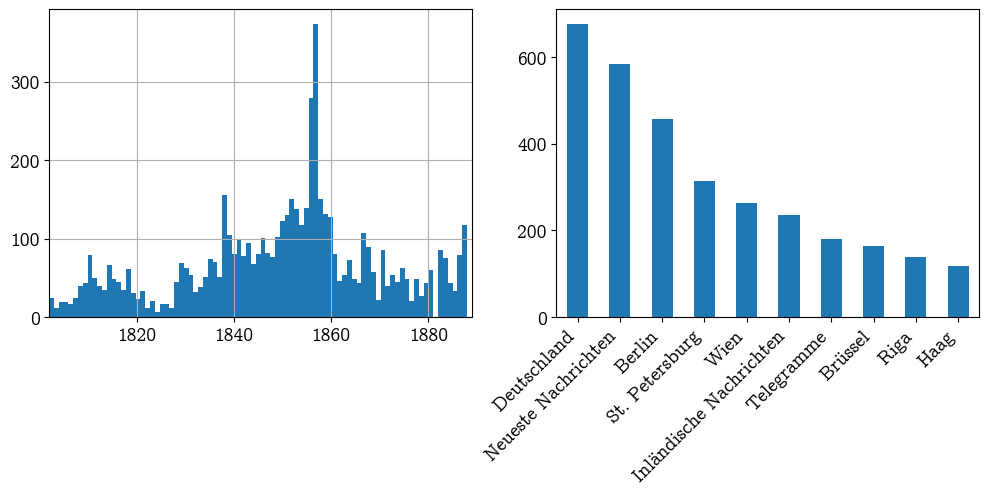 300
200
100
0
1820 1840 1860 1880
600
400
200
0
Deutschland
Neueste Nachrichten
Berlin
St. Petersburg
Wien
Inländische Nachrichten
Telegramme
Brüssel
Riga
Haag